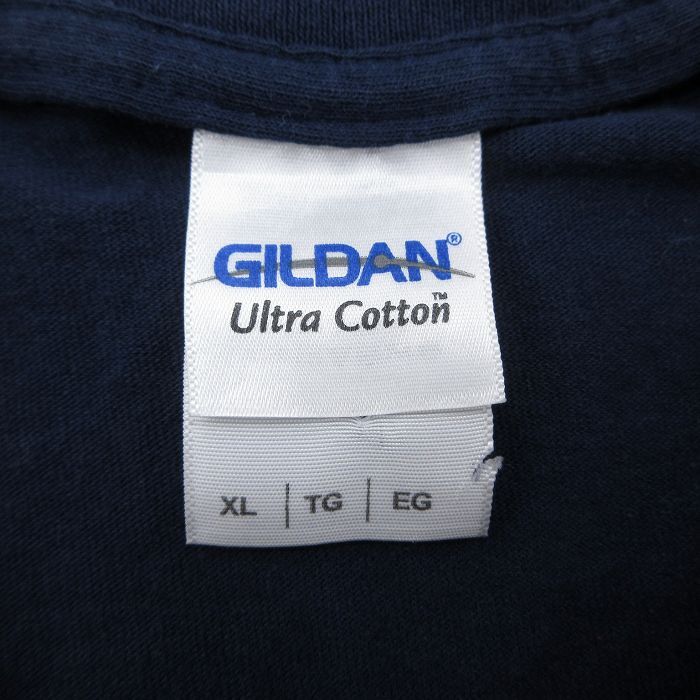 GILDAN®
Ultra Cotton™
XL | TG | EG